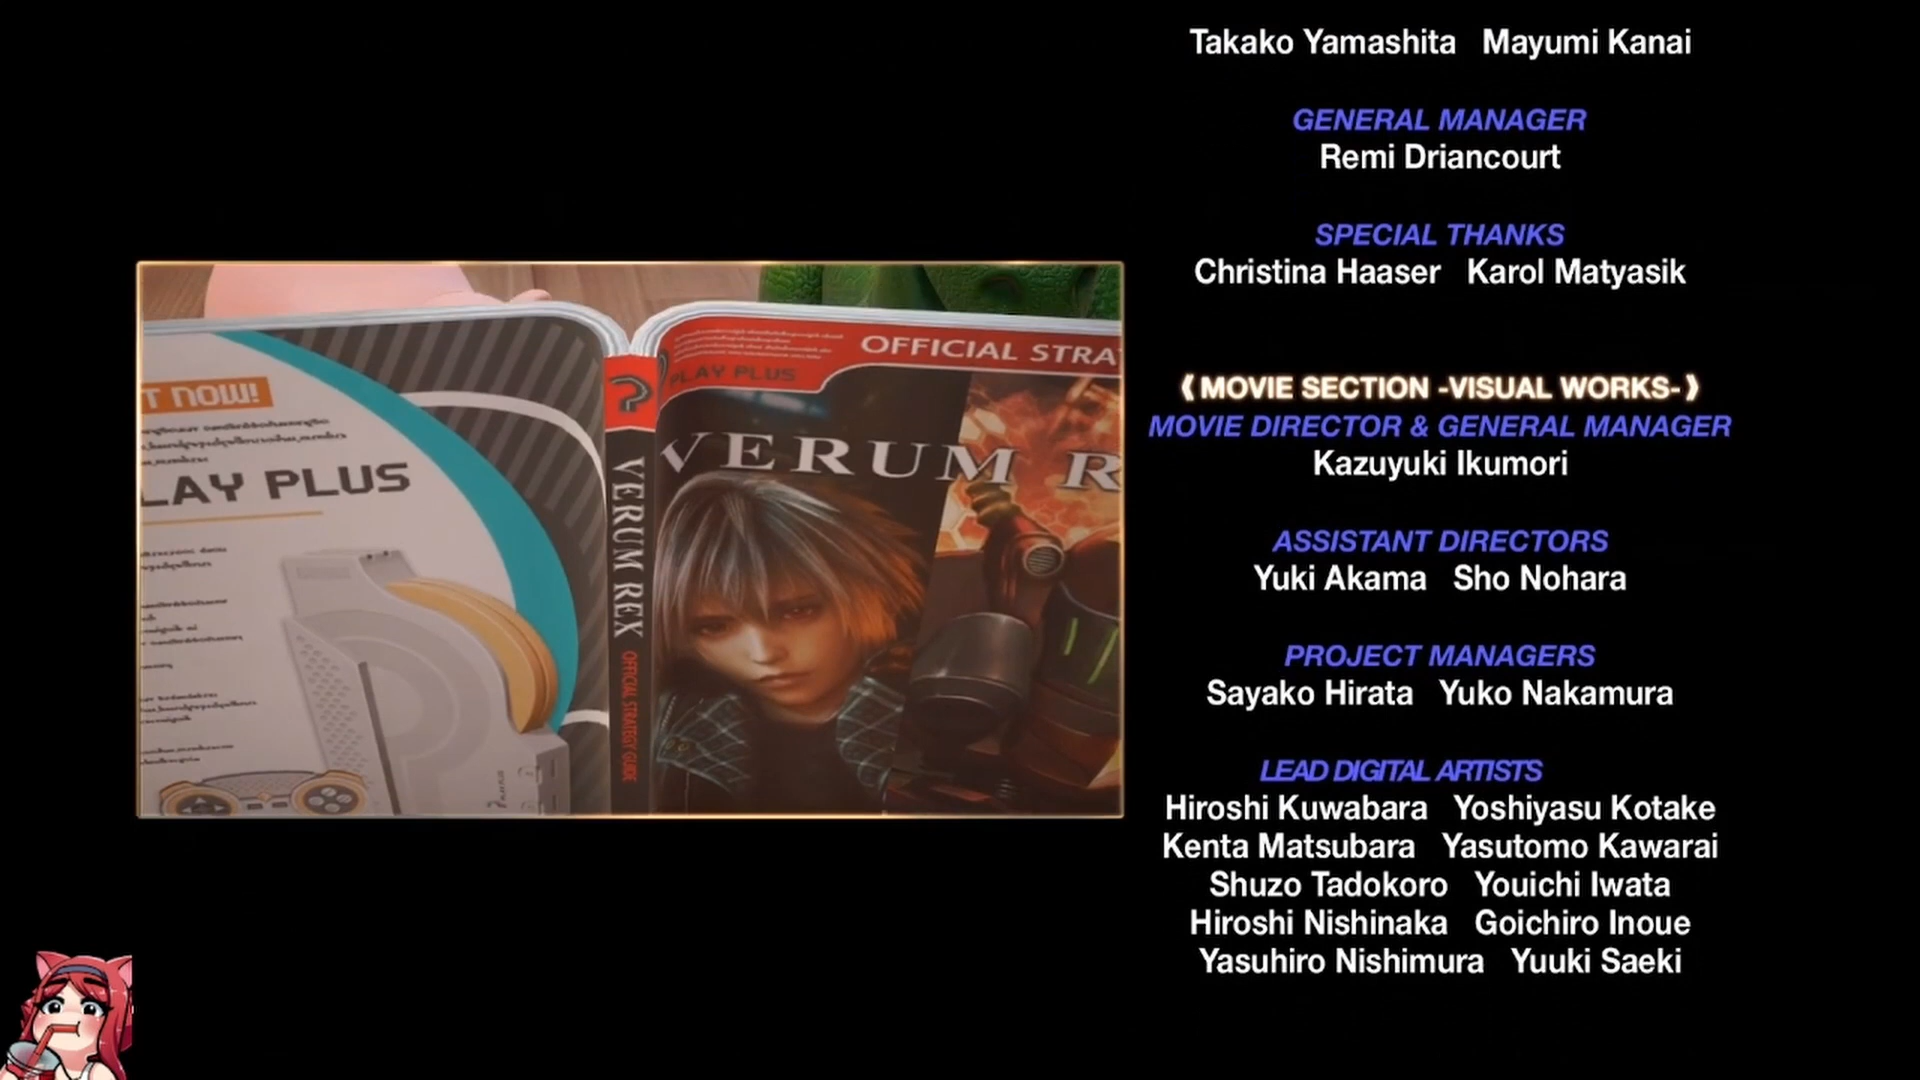 Takako Yamashita Mayumi Kanai
GENERAL MANAGER
Remi Driancourt
SPECIAL THANKS
Christina Haaser Karol Matyasik
《MOVIE SECTION -VISUAL WORKS-》
MOVIE DIRECTOR & GENERAL MANAGER
Kazuyuki Ikumori
ASSISTANT DIRECTORS
Yuki Akama Sho Nohara
PROJECT MANAGERS
Sayako Hirata Yuko Nakamura
LEAD DIGITAL ARTISTS
Hiroshi Kuwabara Yoshiyasu Kotake
Kenta Matsubara Yasutomo Kawarai
Shuzo Tadokoro Youichi Iwata
Hiroshi Nishinaka Goichiro Inoue
Yasuhiro Nishimura Yuuki Saeki
T NOW!
LAY PLUS
?
VERUM REX
OFFICIAL STRATEGY GUIDE
OFFICIAL STRA
PLAY PLUS
VERUM R